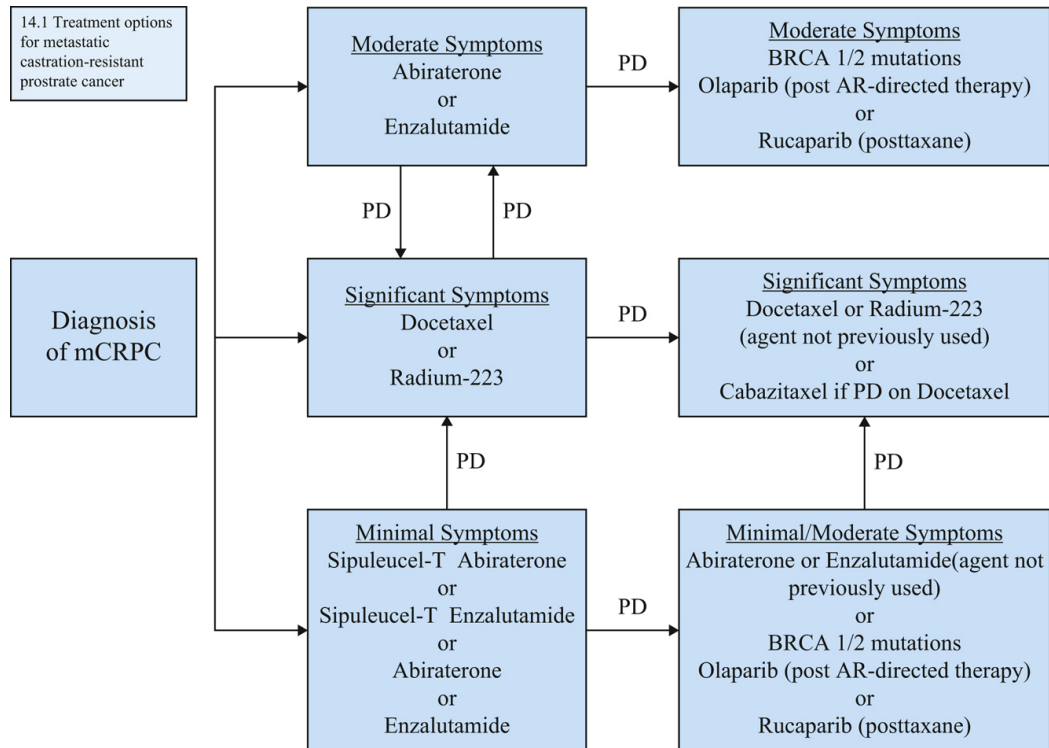 14.1 Treatment options
for metastatic
castration-resistant
prostrate cancer
Moderate Symptoms
Abiraterone
or
Enzalutamide
PD
Moderate Symptoms
BRCA 1/2 mutations
Olaparib (post AR-directed therapy)
or
Rucaparib (posttaxane)
PD
PD
Diagnosis
of mCRPC
Significant Symptoms
Docetaxel
or
Radium-223
PD
Significant Symptoms
Docetaxel or Radium-223
(agent not previously used)
or
Cabazitaxel if PD on Docetaxel
PD
PD
Minimal Symptoms
Sipuleucel-T Abiraterone
or
Sipuleucel-T Enzalutamide
or
Abiraterone
or
Enzalutamide
PD
Minimal/Moderate Symptoms
Abiraterone or Enzalutamide(agent not
previously used)
or
BRCA 1/2 mutations
Olaparib (post AR-directed therapy)
or
Rucaparib (posttaxane)